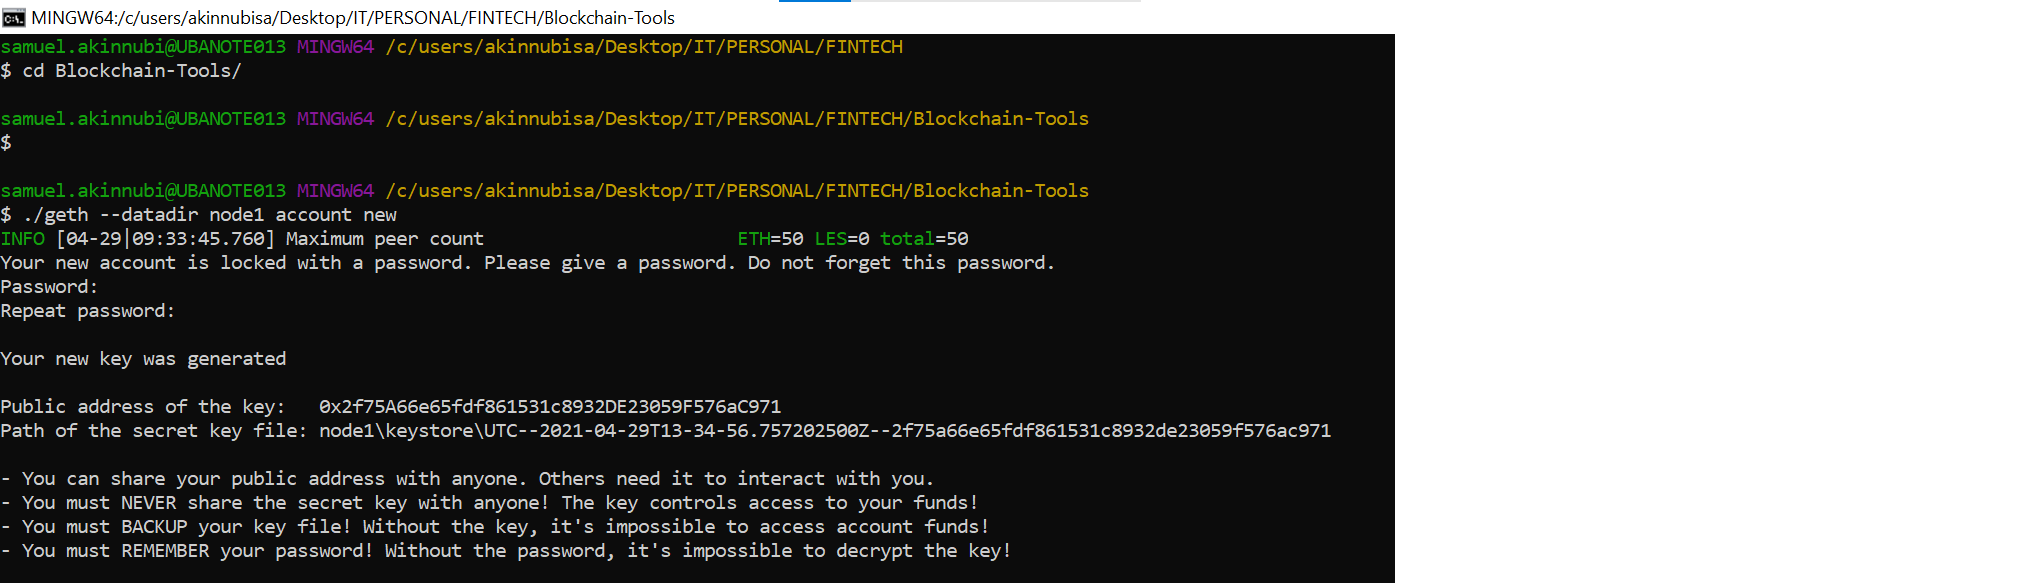 MINGW64:/c/users/akinnubisa/Desktop/IT/PERSONAL/FINTECH/Blockchain-Tools
samuel.akinnubi@UBANOTE013 MINGW64 /c/users/akinnubisa/Desktop/IT/PERSONAL/FINTECH
$ cd Blockchain-Tools/
samuel.akinnubi@UBANOTE013 MINGW64 /c/users/akinnubisa/Desktop/IT/PERSONAL/FINTECH/Blockchain-Tools
$
samuel.akinnubi@UBANOTE013 MINGW64 /c/users/akinnubisa/Desktop/IT/PERSONAL/FINTECH/Blockchain-Tools
$ ./geth --datadir node1 account new
INFO [04-29|09:33:45.760] Maximum peer count ETH=50 LES=0 total=50
Your new account is locked with a password. Please give a password. Do not forget this password.
Password:
Repeat password:
Your new key was generated
Public address of the key: 0x2f75A66e65fdf861531c8932DE23059F576aC971
Path of the secret key file: node1\keystore\UTC--2021-04-29T13-34-56.757202500Z--2f75a66e65fdf861531c8932de23059f576ac971
- You can share your public address with anyone. Others need it to interact with you.
- You must NEVER share the secret key with anyone! The key controls access to your funds!
- You must BACKUP your key file! Without the key, it's impossible to access account funds!
- You must REMEMBER your password! Without the password, it's impossible to decrypt the key!